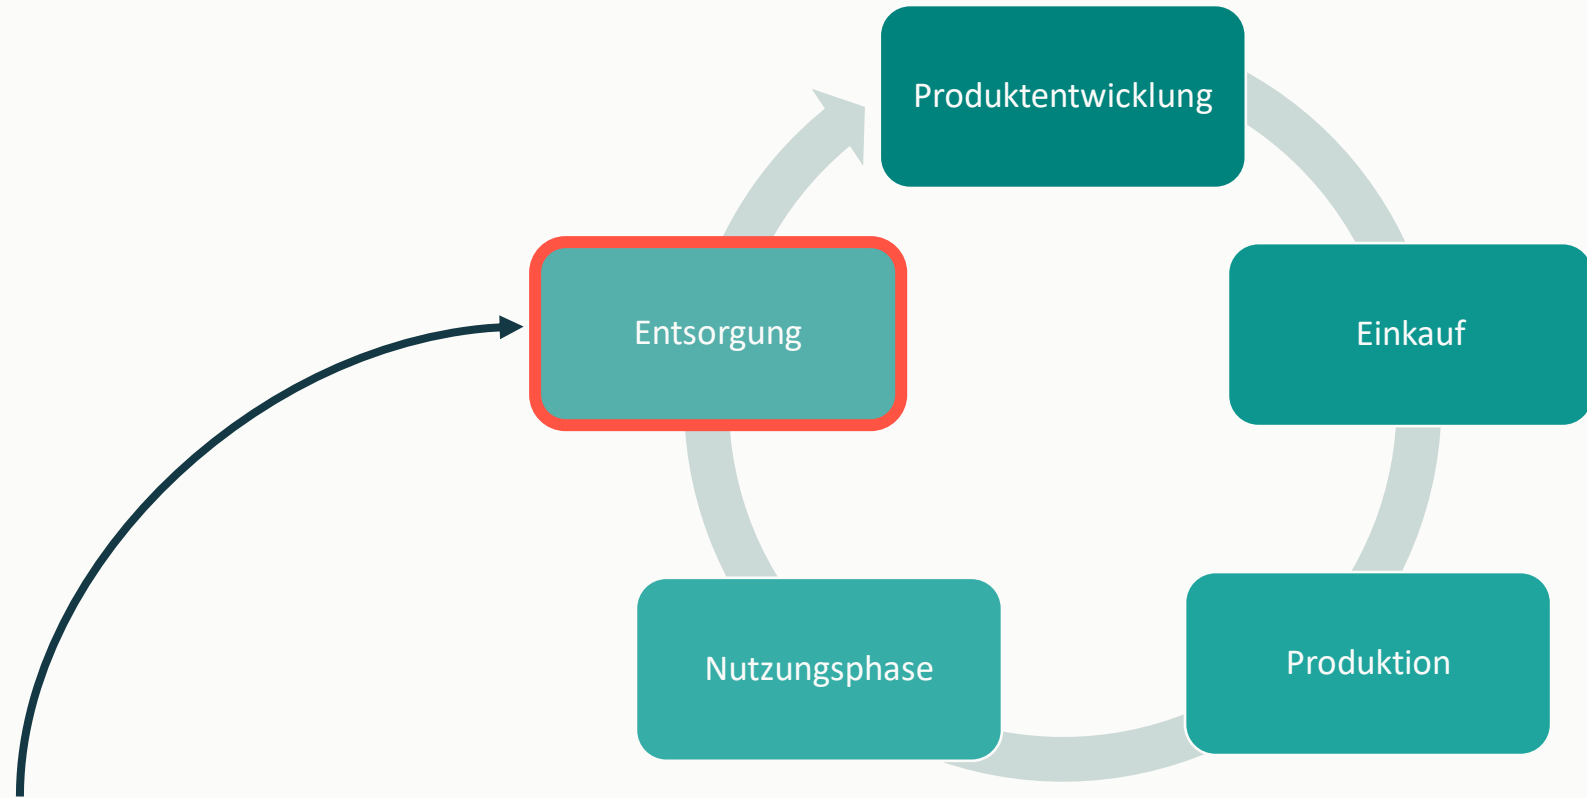 Produktentwicklung
Einkauf
Produktion
Nutzungsphase
Entsorgung